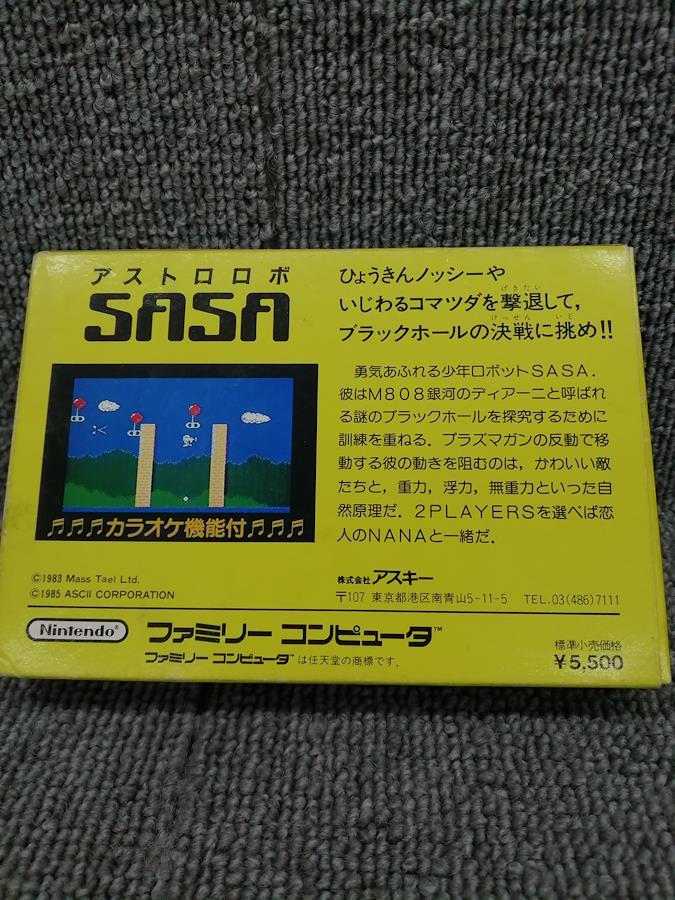 アストロロボ
SASA
ひょうきんノッシーや
いじわるコマツダを撃退して，
げきたい
ブラックホールの決戦に挑め!!
けっせん いど
勇気あふれる少年ロボットSASA．
彼はM808銀河のディアーニと呼ばれ
る謎のブラックホールを探究するために
訓練を重ねる．プラズマガンの反動で移
動する彼の動きを阻むのは，かわいい敵
たちと，重力，浮力，無重力といった自
然原理だ．2PLAYERSを選べば恋
人のNANAと一緒だ．
♬♬♬カラオケ機能付♬♬♬
©1983 Mass Tael Ltd.
©1985 ASCII CORPORATION
株式会社アスキー
〒107 東京都港区南青山5-11-5 TEL.03(486)7111
Nintendo® ファミリーコンピュータ™
ファミリーコンピュータ™は任天堂の商標です．
標準小売価格
¥5,500